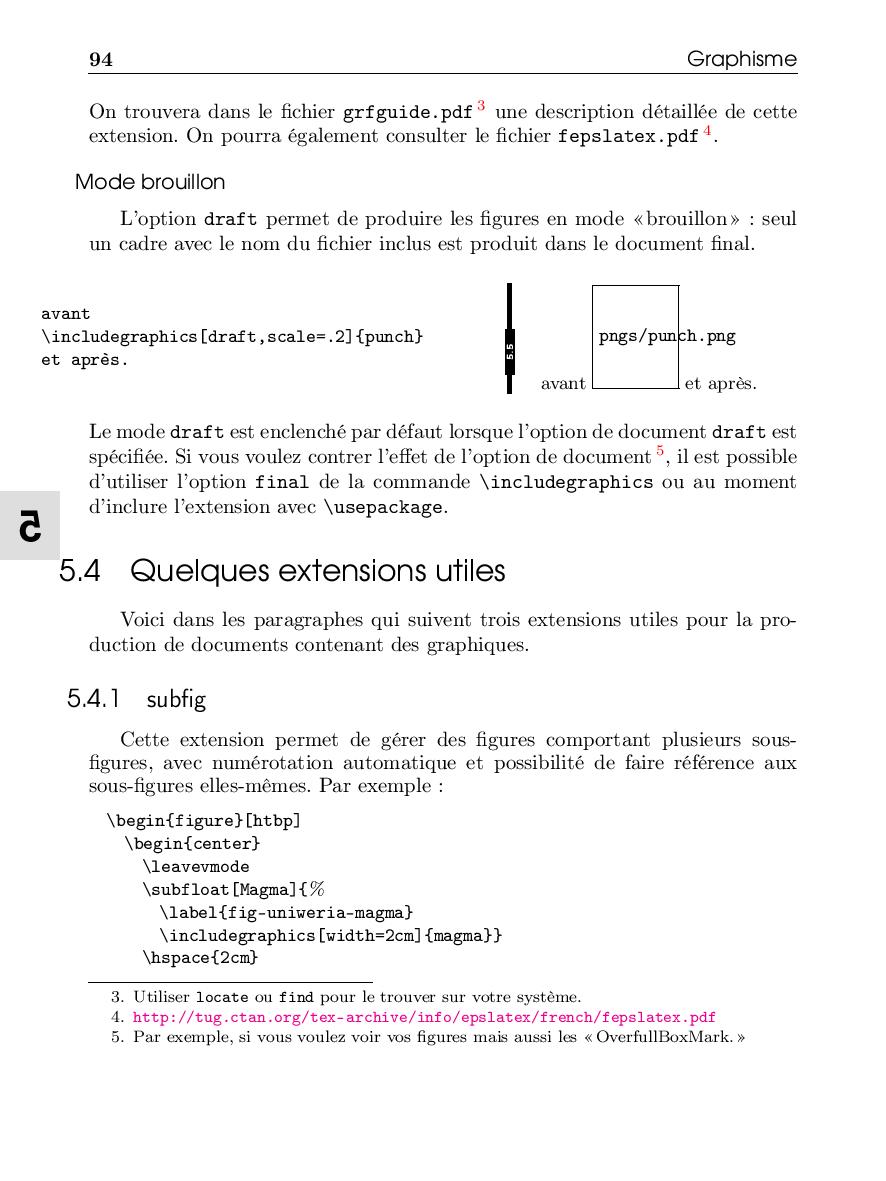 94 Graphisme
On trouvera dans le fichier grfguide.pdf 3 une description détaillée de cette
extension. On pourra également consulter le fichier fepslatex.pdf 4.
Mode brouillon
L'option draft permet de produire les figures en mode «brouillon» : seul
un cadre avec le nom du fichier inclus est produit dans le document final.
avant
\includegraphics[draft,scale=.2]{punch}
et après.
5.5
pngs/punch.png
avant et après.
Le mode draft est enclenché par défaut lorsque l'option de document draft est
spécifiée. Si vous voulez contrer l'effet de l'option de document 5, il est possible
d'utiliser l'option final de la commande \includegraphics ou au moment
d'inclure l'extension avec \usepackage.
5
5.4 Quelques extensions utiles
Voici dans les paragraphes qui suivent trois extensions utiles pour la pro-
duction de documents contenant des graphiques.
5.4.1 subfig
Cette extension permet de gérer des figures comportant plusieurs sous-
figures, avec numérotation automatique et possibilité de faire référence aux
sous-figures elles-mêmes. Par exemple :
\begin{figure}[htbp]
\begin{center}
\leavevmode
\subfloat[Magma]{%
\label{fig-uniweria-magma}
\includegraphics[width=2cm]{magma}}
\hspace{2cm}
3. Utiliser locate ou find pour le trouver sur votre système.
4. http://tug.ctan.org/tex-archive/info/epslatex/french/fepslatex.pdf
5. Par exemple, si vous voulez voir vos figures mais aussi les «OverfullBoxMark.»